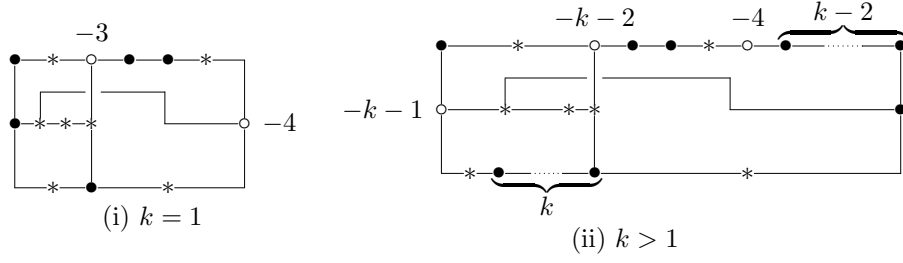 −3
−4
(i) k = 1
−k − 2
−4
k − 2
−k − 1
k
(ii) k > 1